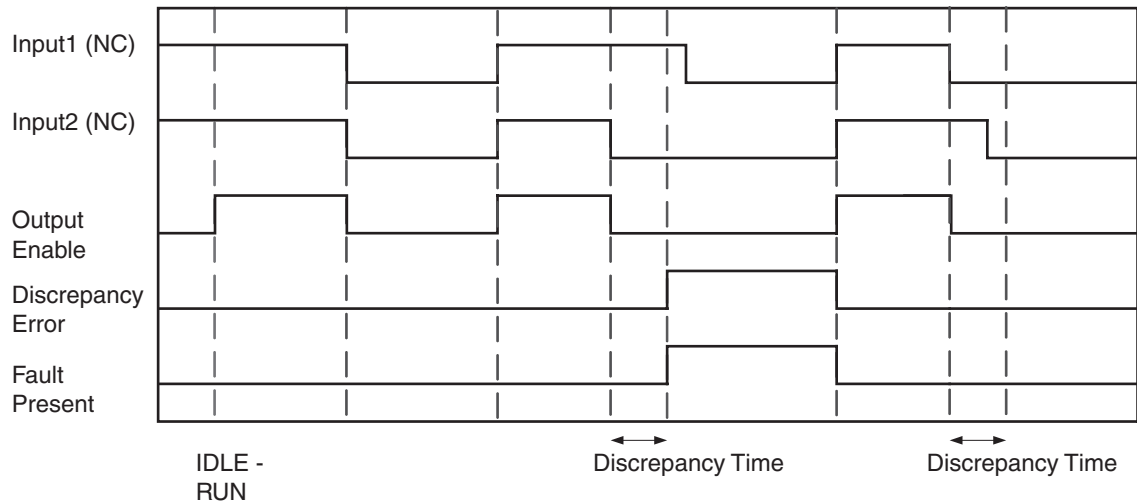 Input1 (NC)
Input2 (NC)
Output
Enable
Discrepancy
Error
Fault
Present
IDLE -
RUN
Discrepancy Time
Discrepancy Time